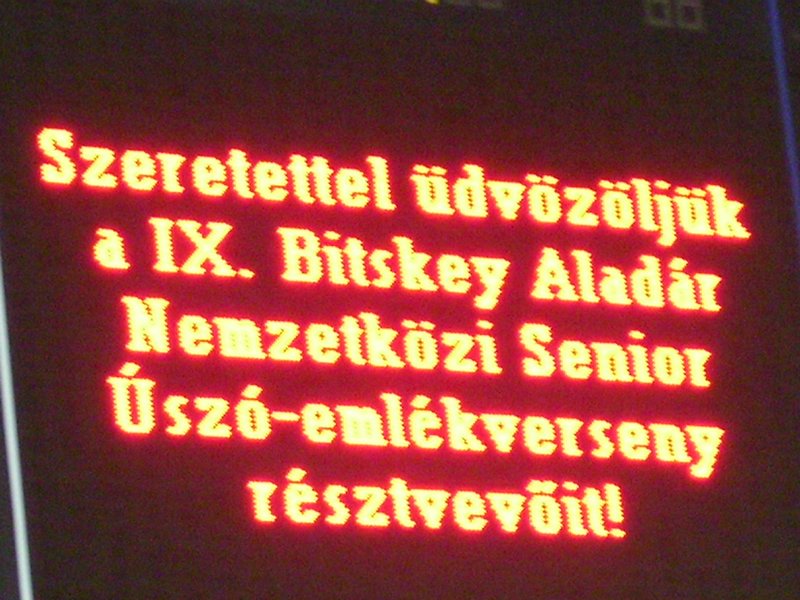 Szeretettel üdvözöljük
a IX. Bitskey Aladár
Nemzetközi Senior
Úszó-emlékverseny
résztvevőit!